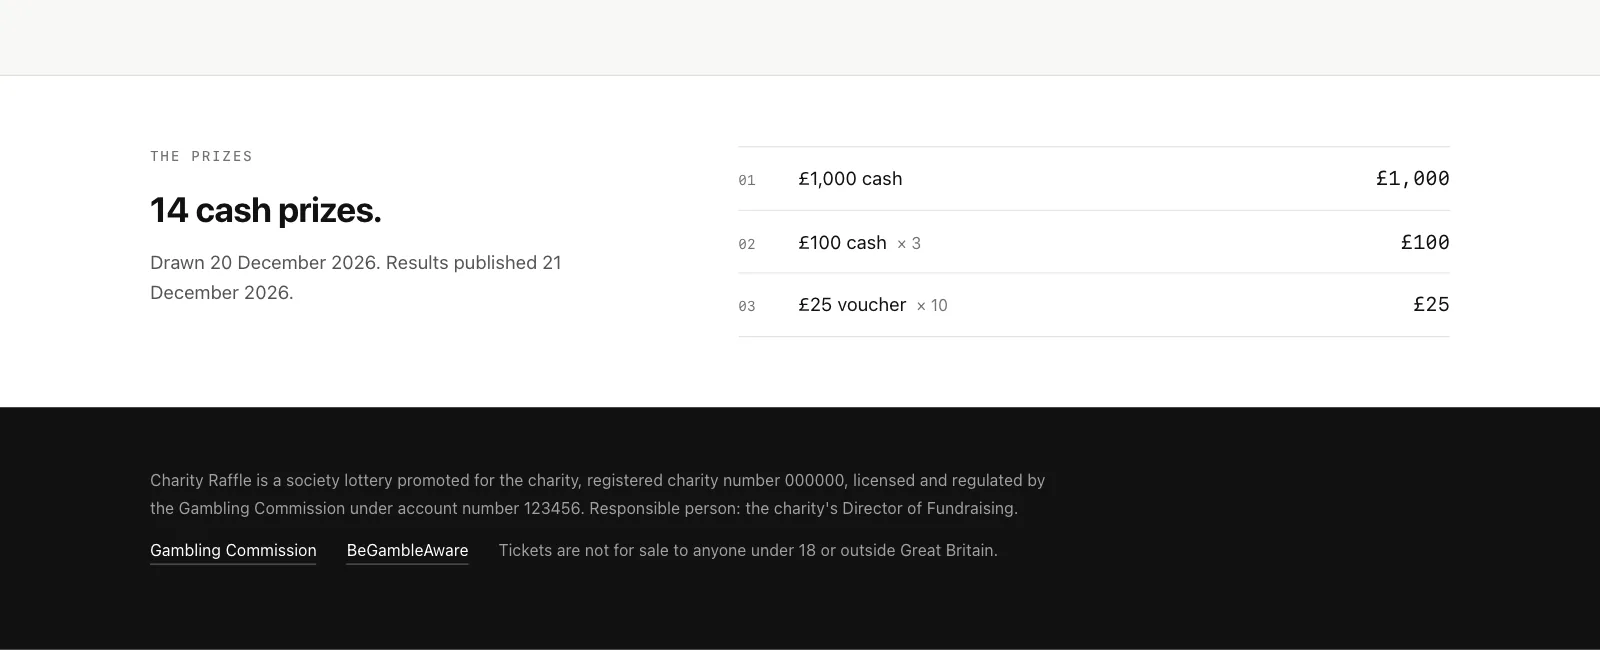 THE PRIZES
14 cash prizes.
Drawn 20 December 2026. Results published 21
December 2026.
01 £1,000 cash £1,000
02 £100 cash × 3 £100
03 £25 voucher × 10 £25
Charity Raffle is a society lottery promoted for the charity, registered charity number 000000, licensed and regulated by
the Gambling Commission under account number 123456. Responsible person: the charity's Director of Fundraising.
Gambling Commission BeGambleAware Tickets are not for sale to anyone under 18 or outside Great Britain.